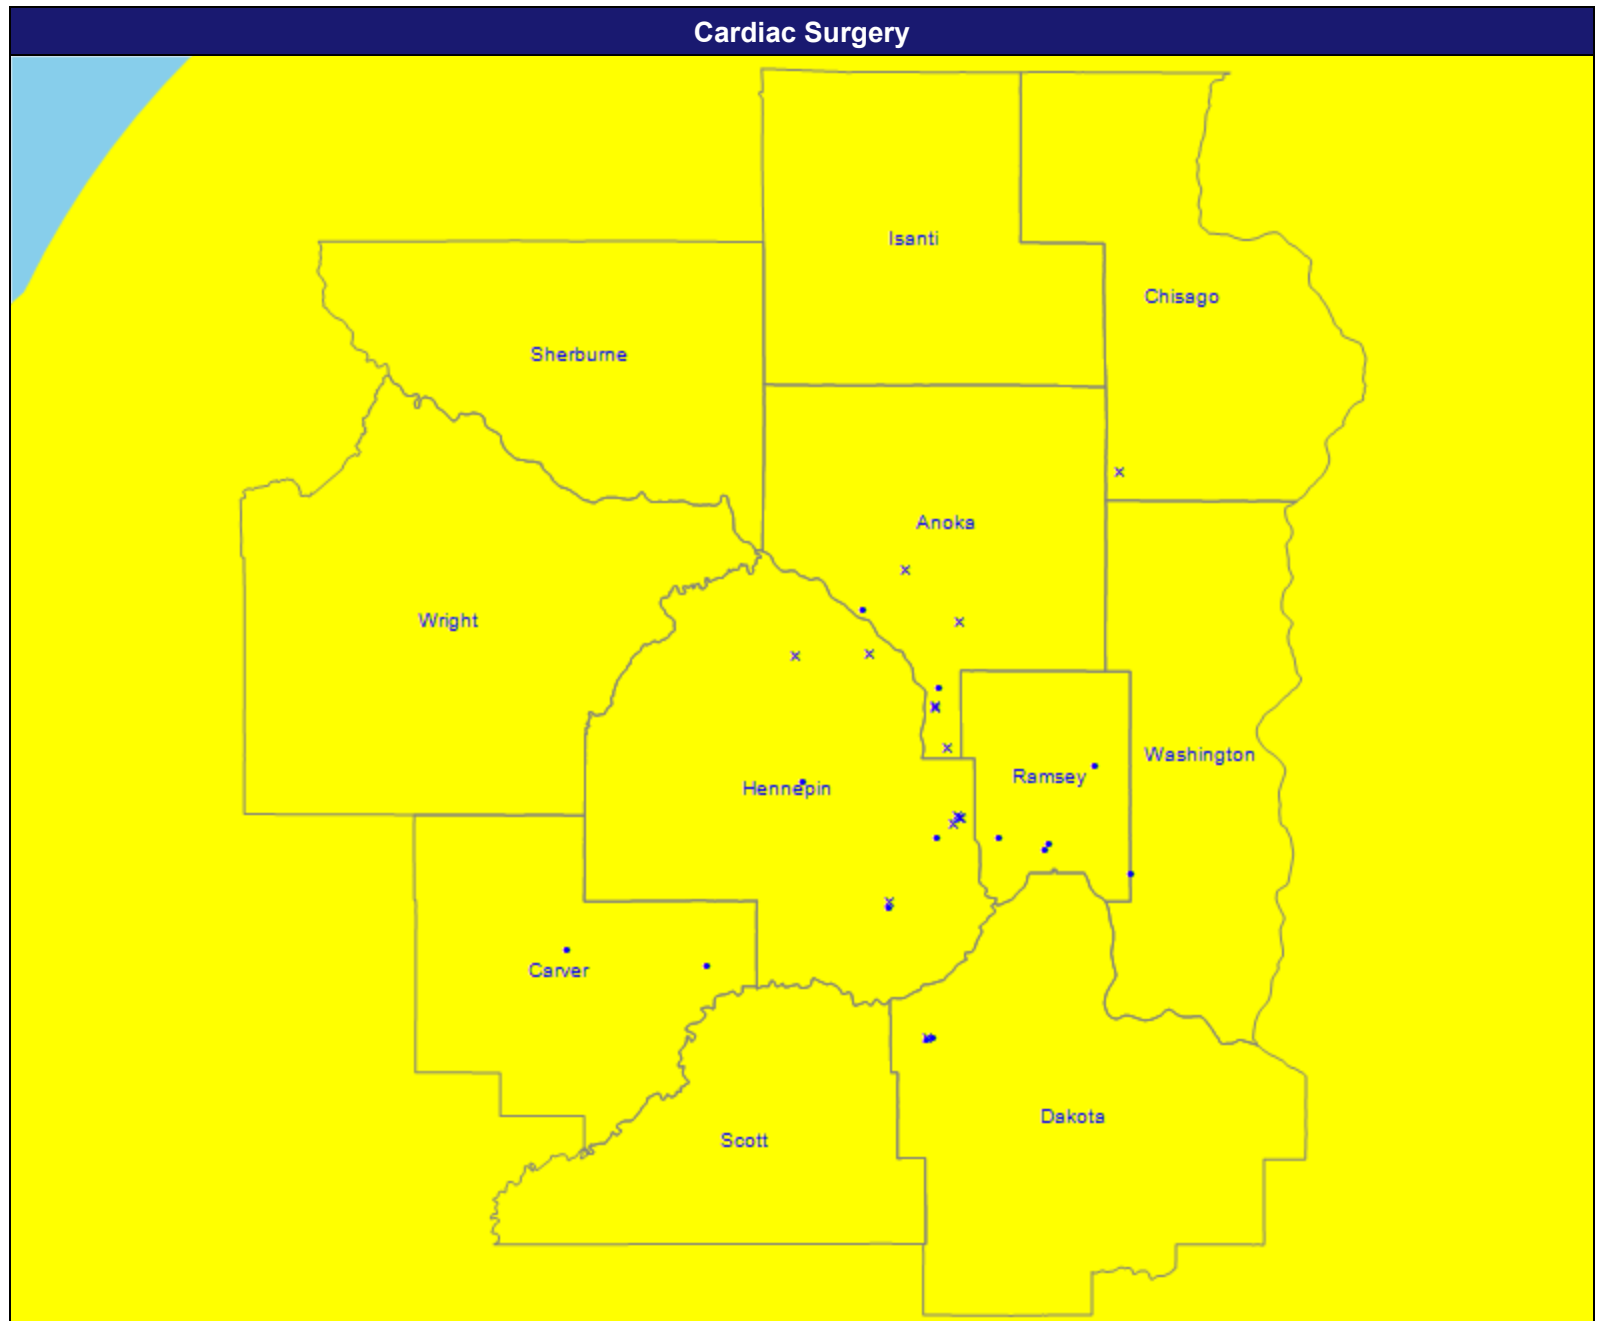 Cardiac Surgery
Isanti
Chisago
Sherburne
Anoka
Wright
Washington
Ramsey
Hennepin
Carver
Dakota
Scott